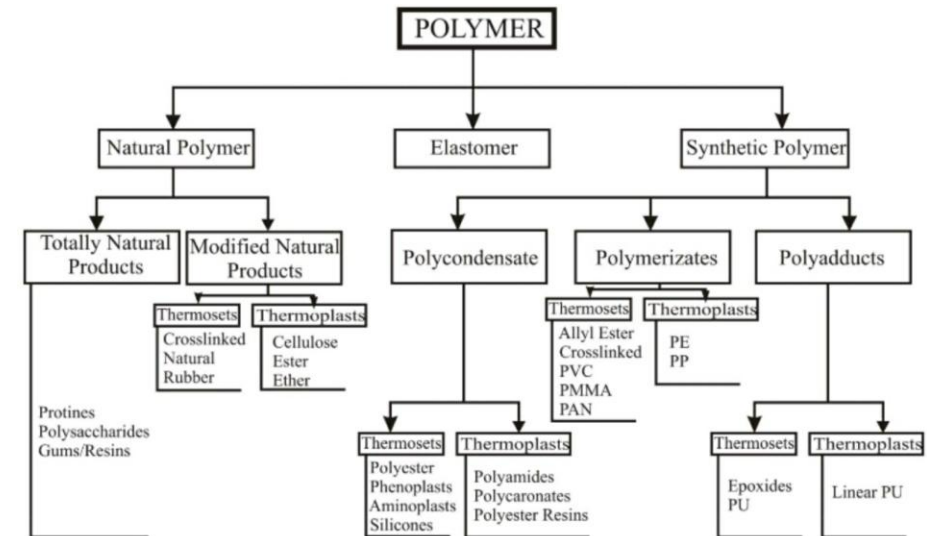 POLYMER
Natural Polymer
Elastomer
Synthetic Polymer
Totally Natural
Products
Modified Natural
Products
Polycondensate
Polymerizates
Polyadducts
Thermosets
Thermoplasts
Crosslinked
Natural
Rubber
Cellulose
Ester
Ether
Thermosets
Thermoplasts
Allyl Ester
Crosslinked
PVC
PMMA
PAN
PE
PP
Protines
Polysaccharides
Gums/Resins
Thermosets
Thermoplasts
Polyester
Phenoplasts
Aminoplasts
Silicones
Polyamides
Polycaronates
Polyester Resins
Thermosets
Thermoplasts
Epoxides
PU
Linear PU